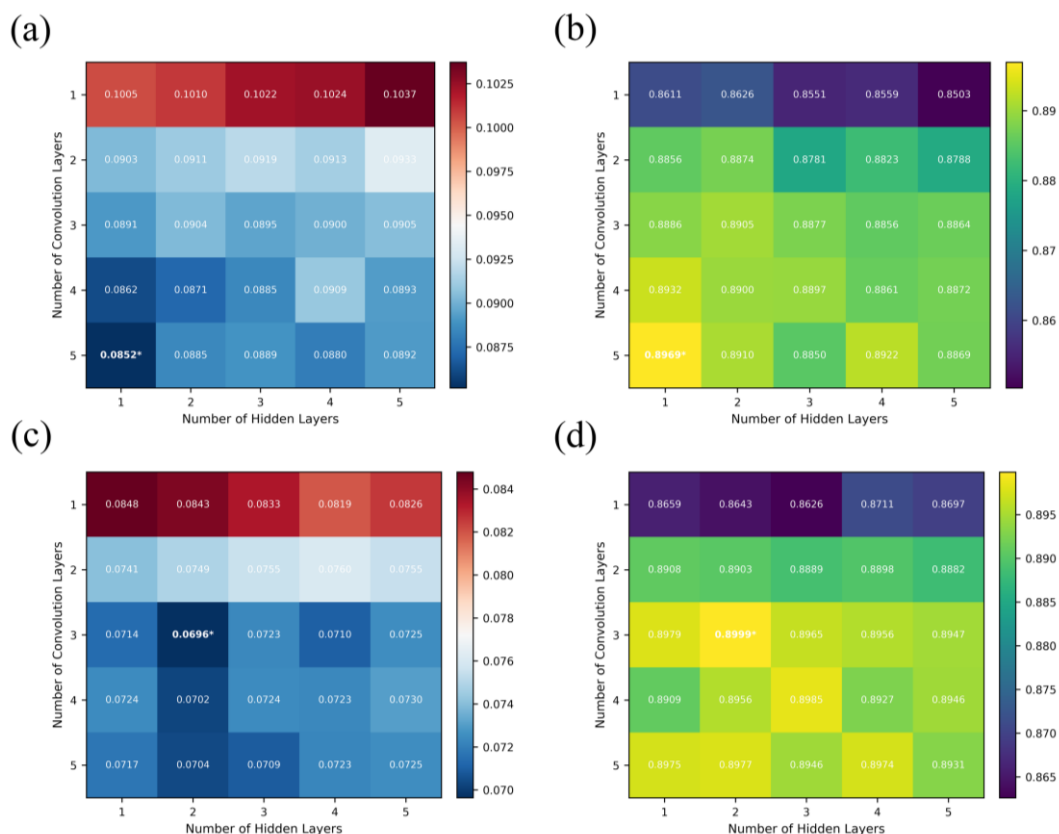 (a)
Number of Convolution Layers
1 0.1005 0.1010 0.1022 0.1024 0.1037
2 0.0903 0.0911 0.0919 0.0913 0.0933
3 0.0891 0.0904 0.0895 0.0900 0.0905
4 0.0862 0.0871 0.0885 0.0909 0.0893
5 0.0852* 0.0885 0.0889 0.0880 0.0892
1 2 3 4 5
Number of Hidden Layers
0.1025
0.1000
0.0975
0.0950
0.0925
0.0900
0.0875
(b)
Number of Convolution Layers
1 0.8611 0.8626 0.8551 0.8559 0.8503
2 0.8856 0.8874 0.8781 0.8823 0.8788
3 0.8886 0.8905 0.8877 0.8856 0.8864
4 0.8932 0.8900 0.8897 0.8861 0.8872
5 0.8969* 0.8910 0.8850 0.8922 0.8869
1 2 3 4 5
Number of Hidden Layers
0.89
0.88
0.87
0.86
(c)
Number of Convolution Layers
1 0.0848 0.0843 0.0833 0.0819 0.0826
2 0.0741 0.0749 0.0755 0.0760 0.0755
3 0.0714 0.0696* 0.0723 0.0710 0.0725
4 0.0724 0.0702 0.0724 0.0723 0.0730
5 0.0717 0.0704 0.0709 0.0723 0.0725
1 2 3 4 5
Number of Hidden Layers
0.084
0.082
0.080
0.078
0.076
0.074
0.072
0.070
(d)
Number of Convolution Layers
1 0.8659 0.8643 0.8626 0.8711 0.8697
2 0.8908 0.8903 0.8889 0.8898 0.8882
3 0.8979 0.8999* 0.8965 0.8956 0.8947
4 0.8909 0.8956 0.8985 0.8927 0.8946
5 0.8975 0.8977 0.8946 0.8974 0.8931
1 2 3 4 5
Number of Hidden Layers
0.895
0.890
0.885
0.880
0.875
0.870
0.865